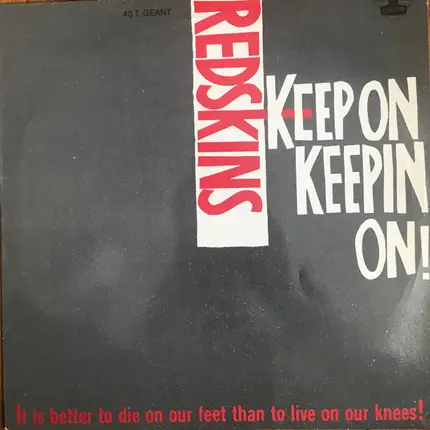 45 T. GEANT
REDSKINS
KEEP ON
KEEPIN
ON!
It is better to die on our feet than to live on our knees!